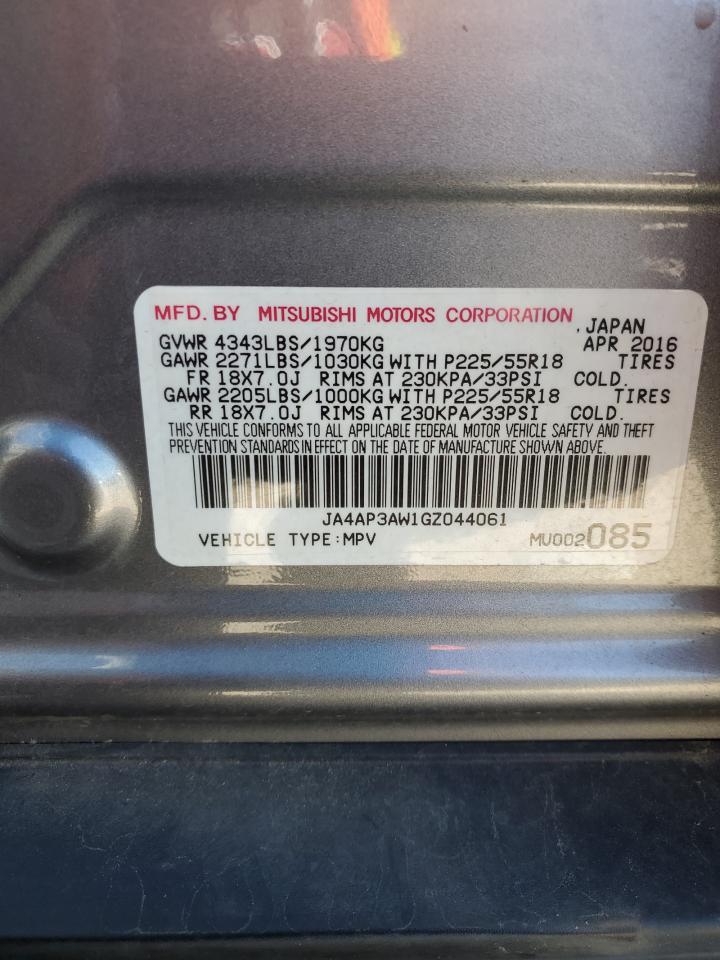 MFD. BY MITSUBISHI MOTORS CORPORATION , JAPAN
GVWR 4343LBS/1970KG APR 2016
GAWR 2271LBS/1030KG WITH P225/55R18 TIRES
FR 18X7.0J RIMS AT 230KPA/33PSI COLD.
GAWR 2205LBS/1000KG WITH P225/55R18 TIRES
RR 18X7.0J RIMS AT 230KPA/33PSI COLD.
THIS VEHICLE CONFORMS TO ALL APPLICABLE FEDERAL MOTOR VEHICLE SAFETY AND THEFT
PREVENTION STANDARDS IN EFFECT ON THE DATE OF MANUFACTURE SHOWN ABOVE.
JA4AP3AW1GZ044061
VEHICLE TYPE:MPV MU002085